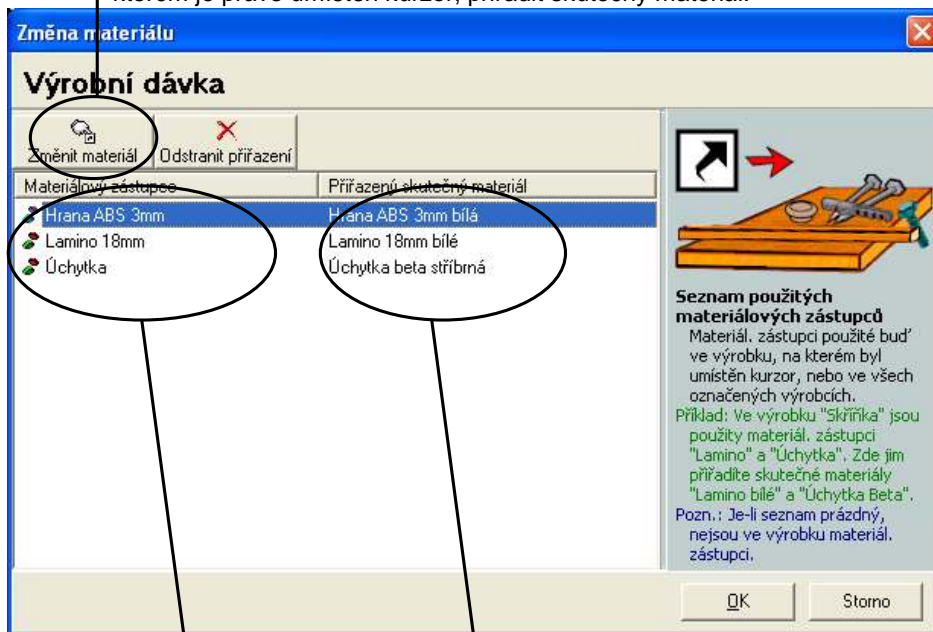 kterém je právě umístěn kurzor, přiřadit skutečný materiál.
Změna materiálu
Výrobní dávka
Změnit materiál Odstranit přiřazení
Materiálový zástupce Přiřazený skutečný materiál
Hrana ABS 3mm Hrana ABS 3mm bílá
Lamino 18mm Lamino 18mm bílé
Úchytka Úchytka beta stříbrná
Seznam použitých
materiálových zástupců
Materiál. zástupci použité buď
ve výrobku, na kterém byl
umístěn kurzor, nebo ve všech
označených výrobcích.
Příklad: Ve výrobku "Skříňka" jsou
použity materiál. zástupci
"Lamino" a "Úchytka". Zde jim
přiřadíte skutečné materiály
"Lamino bílé" a "Úchytka Beta".
Pozn.: Je-li seznam prázdný,
nejsou ve výrobku materiál.
zástupci.
OK Storno